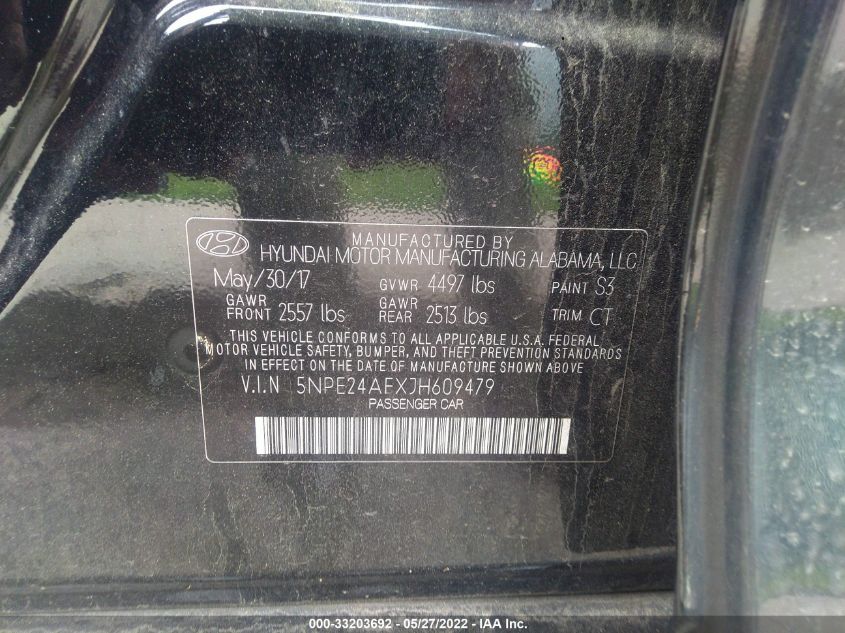 MANUFACTURED BY
HYUNDAI MOTOR MANUFACTURING ALABAMA, LLC
May/30/17 GVWR 4497 lbs PAINT S3
GAWR FRONT 2557 lbs GAWR REAR 2513 lbs TRIM CT
THIS VEHICLE CONFORMS TO ALL APPLICABLE U.S.A. FEDERAL
MOTOR VEHICLE SAFETY, BUMPER, AND THEFT PREVENTION STANDARDS
IN EFFECT ON THE DATE OF MANUFACTURE SHOWN ABOVE
V.I.N 5NPE24AFXJH609479
PASSENGER CAR
000-33203692 - 05/27/2022 - IAA Inc.